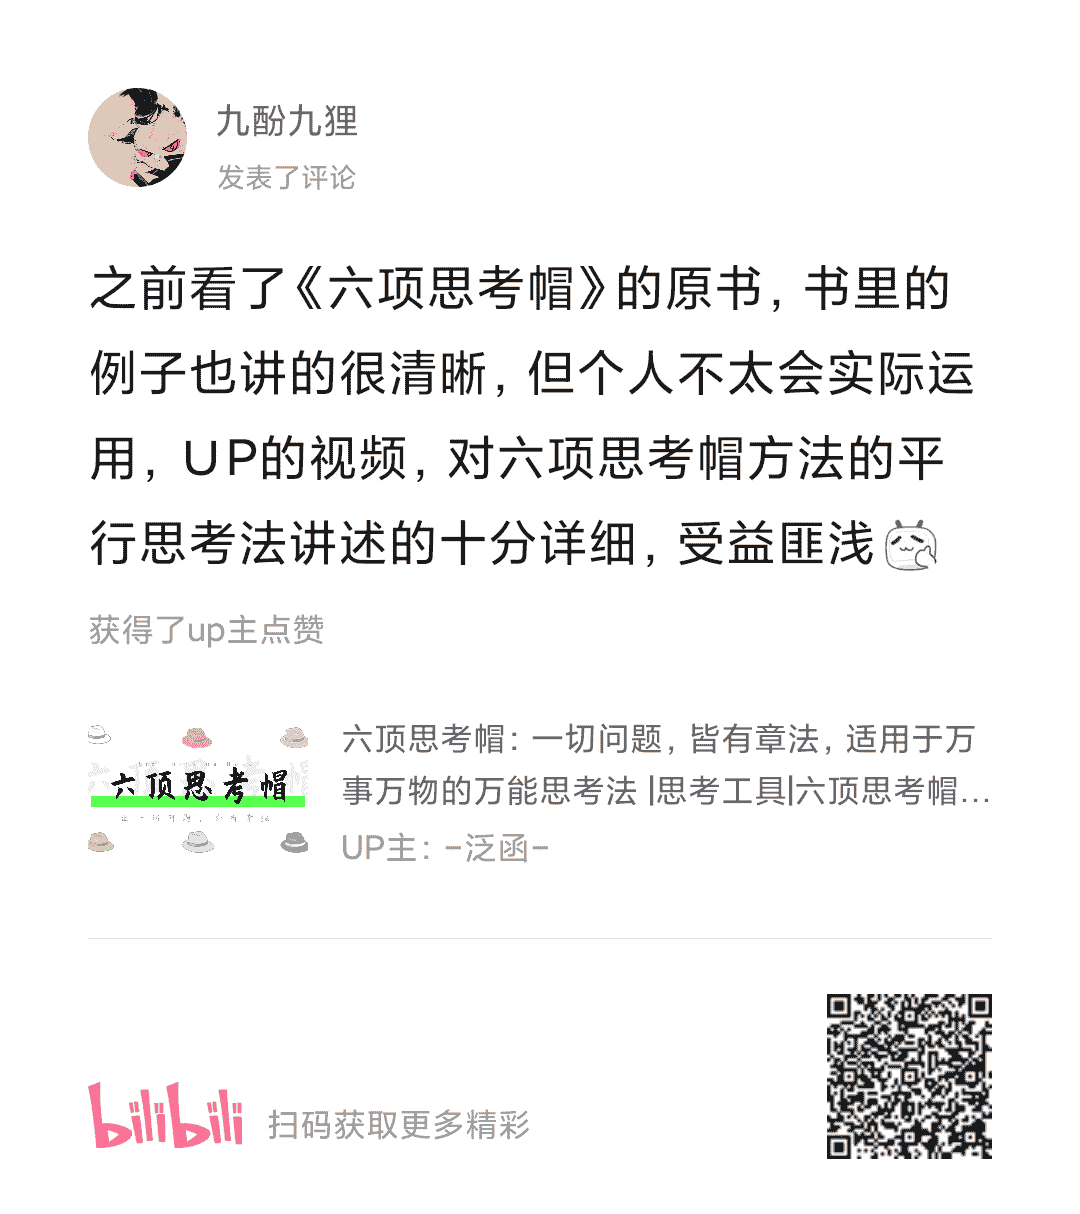 九酚九狸
发表了评论
之前看了《六项思考帽》的原书，书里的
例子也讲的很清晰，但个人不太会实际运
用，UP的视频，对六项思考帽方法的平
行思考法讲述的十分详细，受益匪浅
获得了up主点赞
六顶思考帽
六顶思考帽：一切问题，皆有章法，适用于万
事万物的万能思考法 |思考工具|六顶思考帽...
UP主：-泛函-
bilibili 扫码获取更多精彩